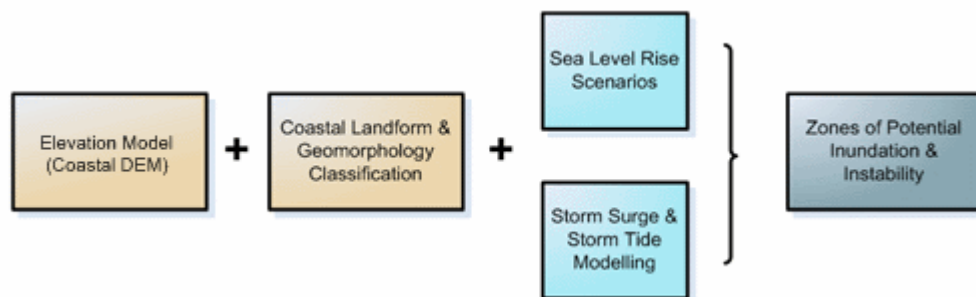 Elevation Model
(Coastal DEM)
+
Coastal Landform &
Geomorphology
Classification
+
Sea Level Rise
Scenarios
Storm Surge &
Storm Tide
Modelling
Zones of Potential
Inundation &
Instability